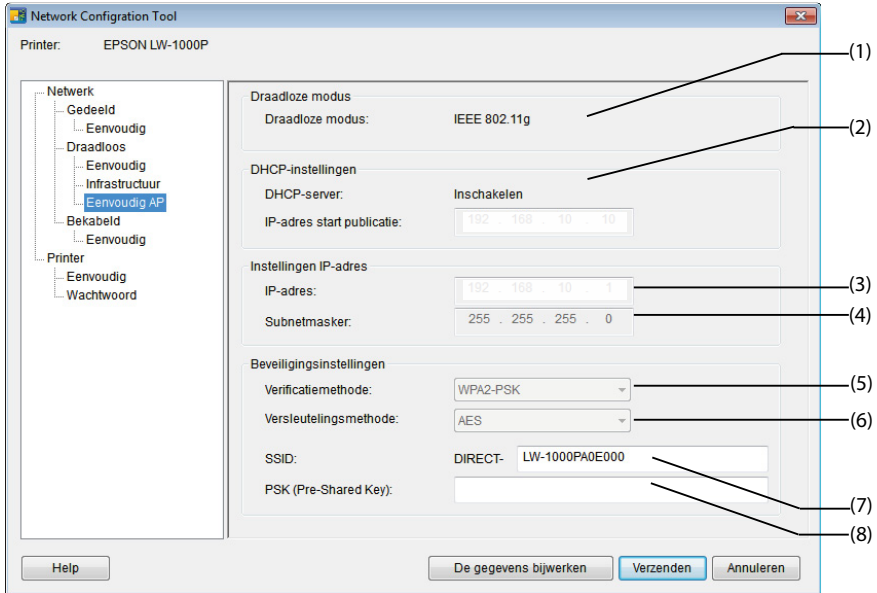 Network Configration Tool
Printer: EPSON LW-1000P
Netwerk
Gedeeld
Eenvoudig
Draadloos
Eenvoudig
Infrastructuur
Eenvoudig AP
Bekabeld
Eenvoudig
Printer
Eenvoudig
Wachtwoord
Draadloze modus
Draadloze modus: IEEE 802.11g
(1)
DHCP-instellingen
(2)
DHCP-server: Inschakelen
IP-adres start publicatie: 192 . 168 . 10 . 10
Instellingen IP-adres
IP-adres: 192 . 168 . 10 . 1
(3)
Subnetmasker: 255 . 255 . 255 . 0
(4)
Beveiligingsinstellingen
Verificatiemethode: WPA2-PSK
(5)
Versleutelingsmethode: AES
(6)
SSID: DIRECT- LW-1000PA0E000
(7)
PSK (Pre-Shared Key):
(8)
Help
De gegevens bijwerken
Verzenden
Annuleren